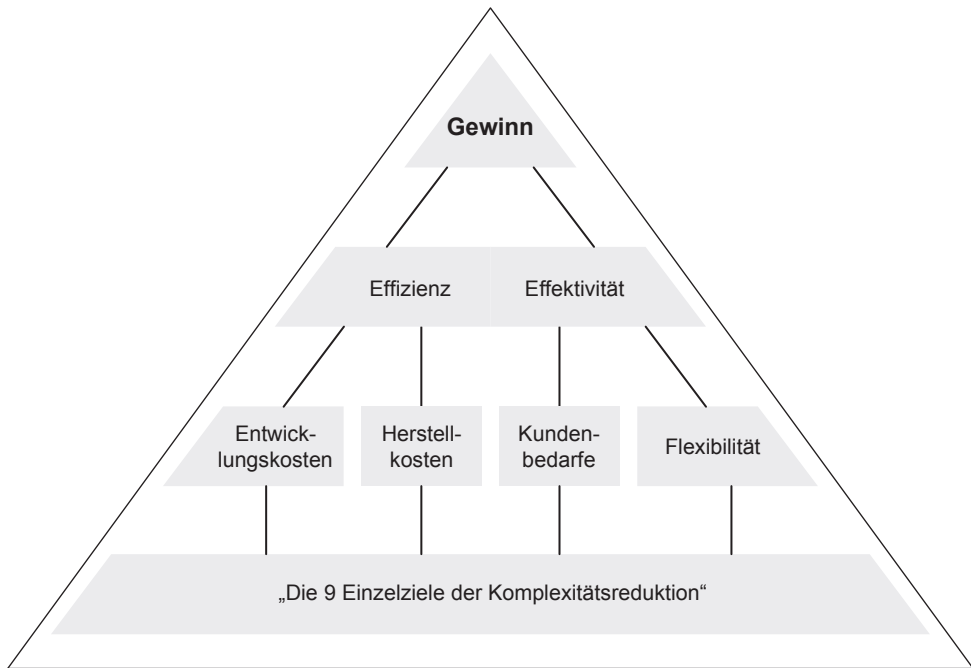 Gewinn
Effizienz
Effektivität
Entwick-
lungskosten
Herstell-
kosten
Kunden-
bedarfe
Flexibilität
„Die 9 Einzelziele der Komplexitätsreduktion“